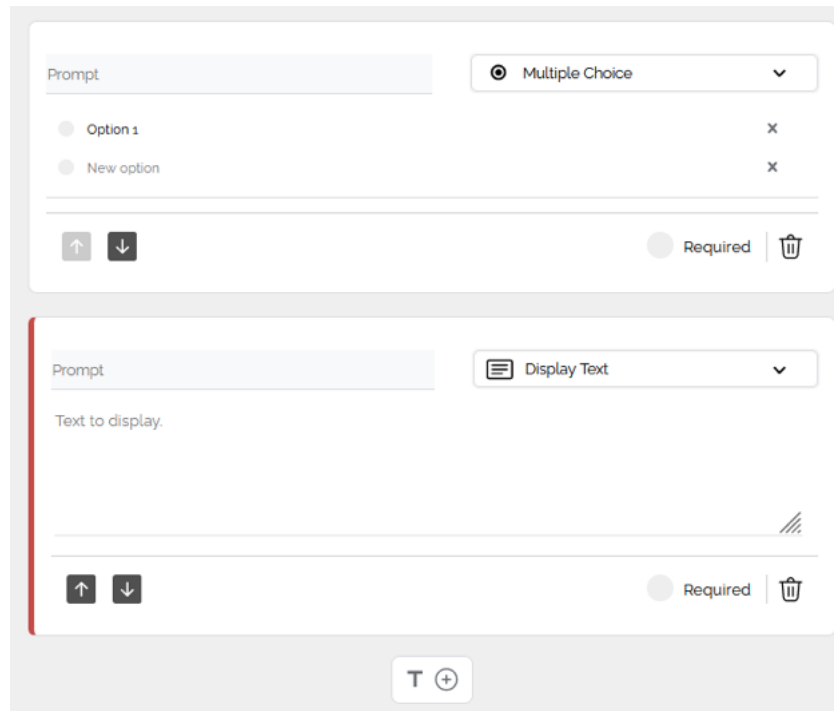 Prompt
Multiple Choice
Option 1
New option
Required
Prompt
Display Text
Text to display.
Required
T